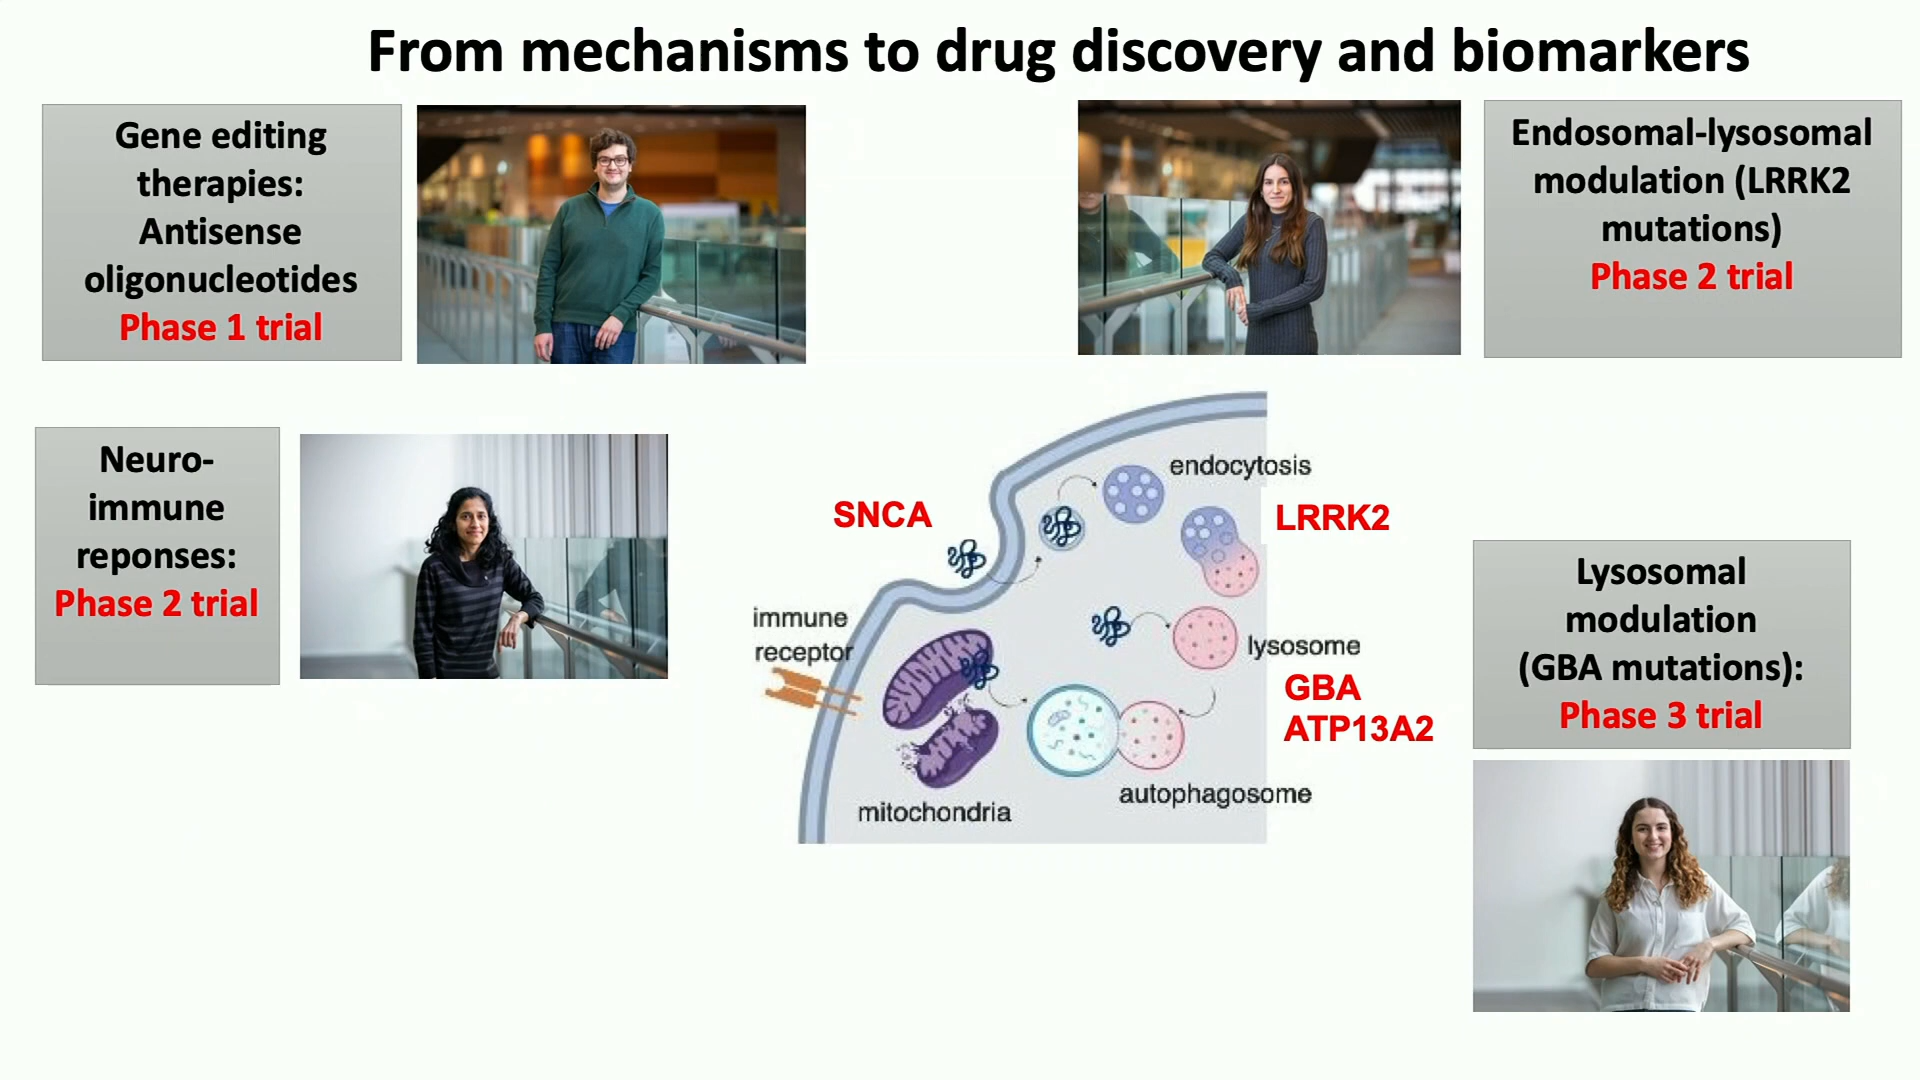 From mechanisms to drug discovery and biomarkers
Gene editing
therapies:
Antisense
oligonucleotides
Phase 1 trial
Endosomal-lysosomal
modulation (LRRK2
mutations)
Phase 2 trial
Neuro-
immune
reponses:
Phase 2 trial
endocytosis
SNCA
LRRK2
immune
receptor
lysosome
GBA
ATP13A2
autophagosome
mitochondria
Lysosomal
modulation
(GBA mutations):
Phase 3 trial